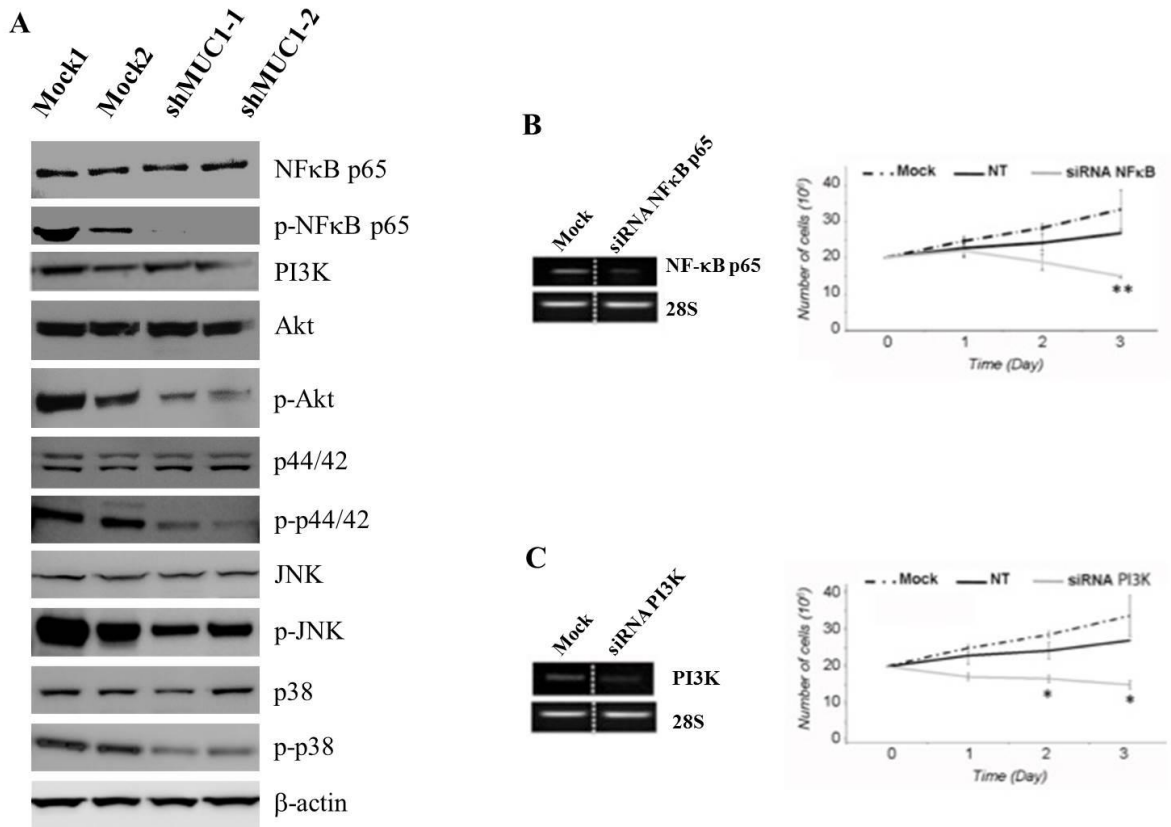 A
Mock1
Mock2
shMUC1-1
shMUC1-2
NFκB p65
p-NFκB p65
PI3K
Akt
p-Akt
p44/42
p-p44/42
JNK
p-JNK
p38
p-p38
β-actin
B
Mock
siRNA NFκB p65
NF-κB p65
28S
Mock NT siRNA NFκB
Number of cells (10⁶)
40
30
20
10
0
**
0 1 2 3
Time (Day)
C
Mock
siRNA PI3K
PI3K
28S
Mock NT siRNA PI3K
Number of cells (10⁶)
40
30
20
10
0
* *
0 1 2 3
Time (Day)